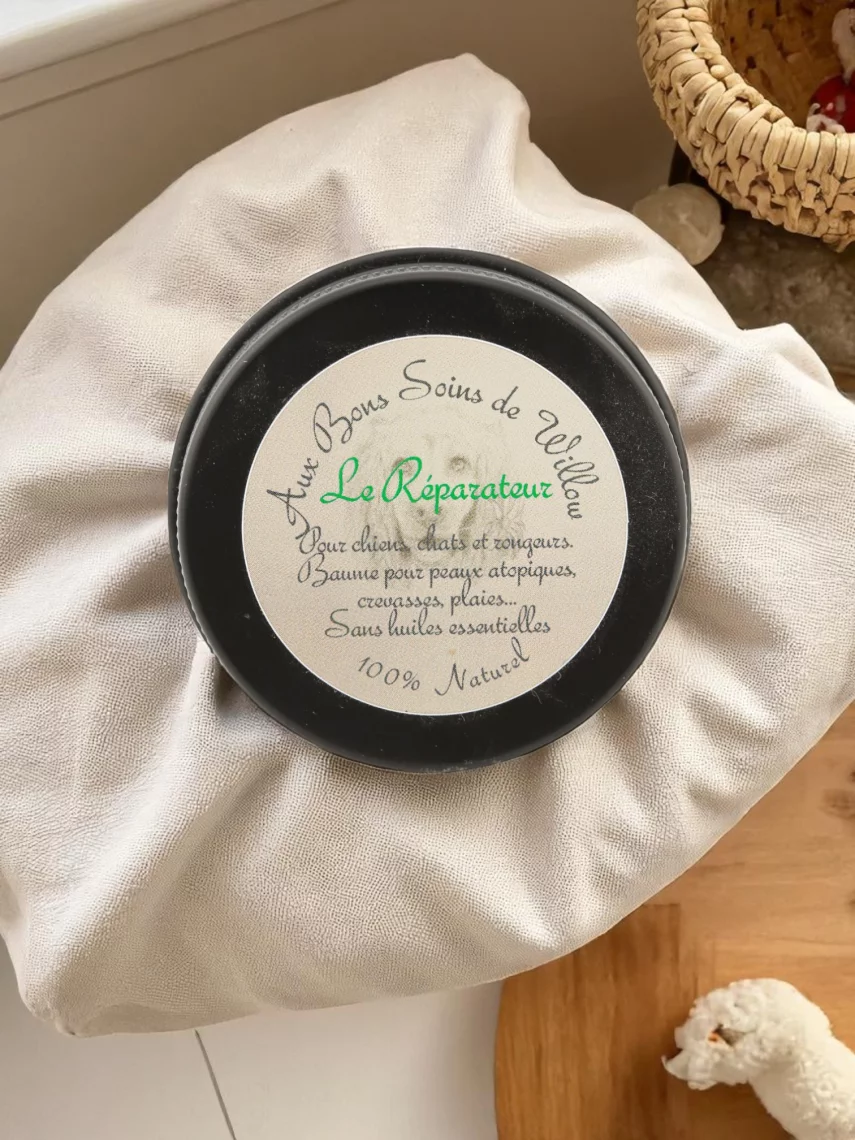 Aux Bons Soins de Willow
Le Réparateur
Pour chiens, chats et rongeurs.
Baume pour peaux atopiques,
crevasses, plaies...
Sans huiles essentielles
100% Naturel